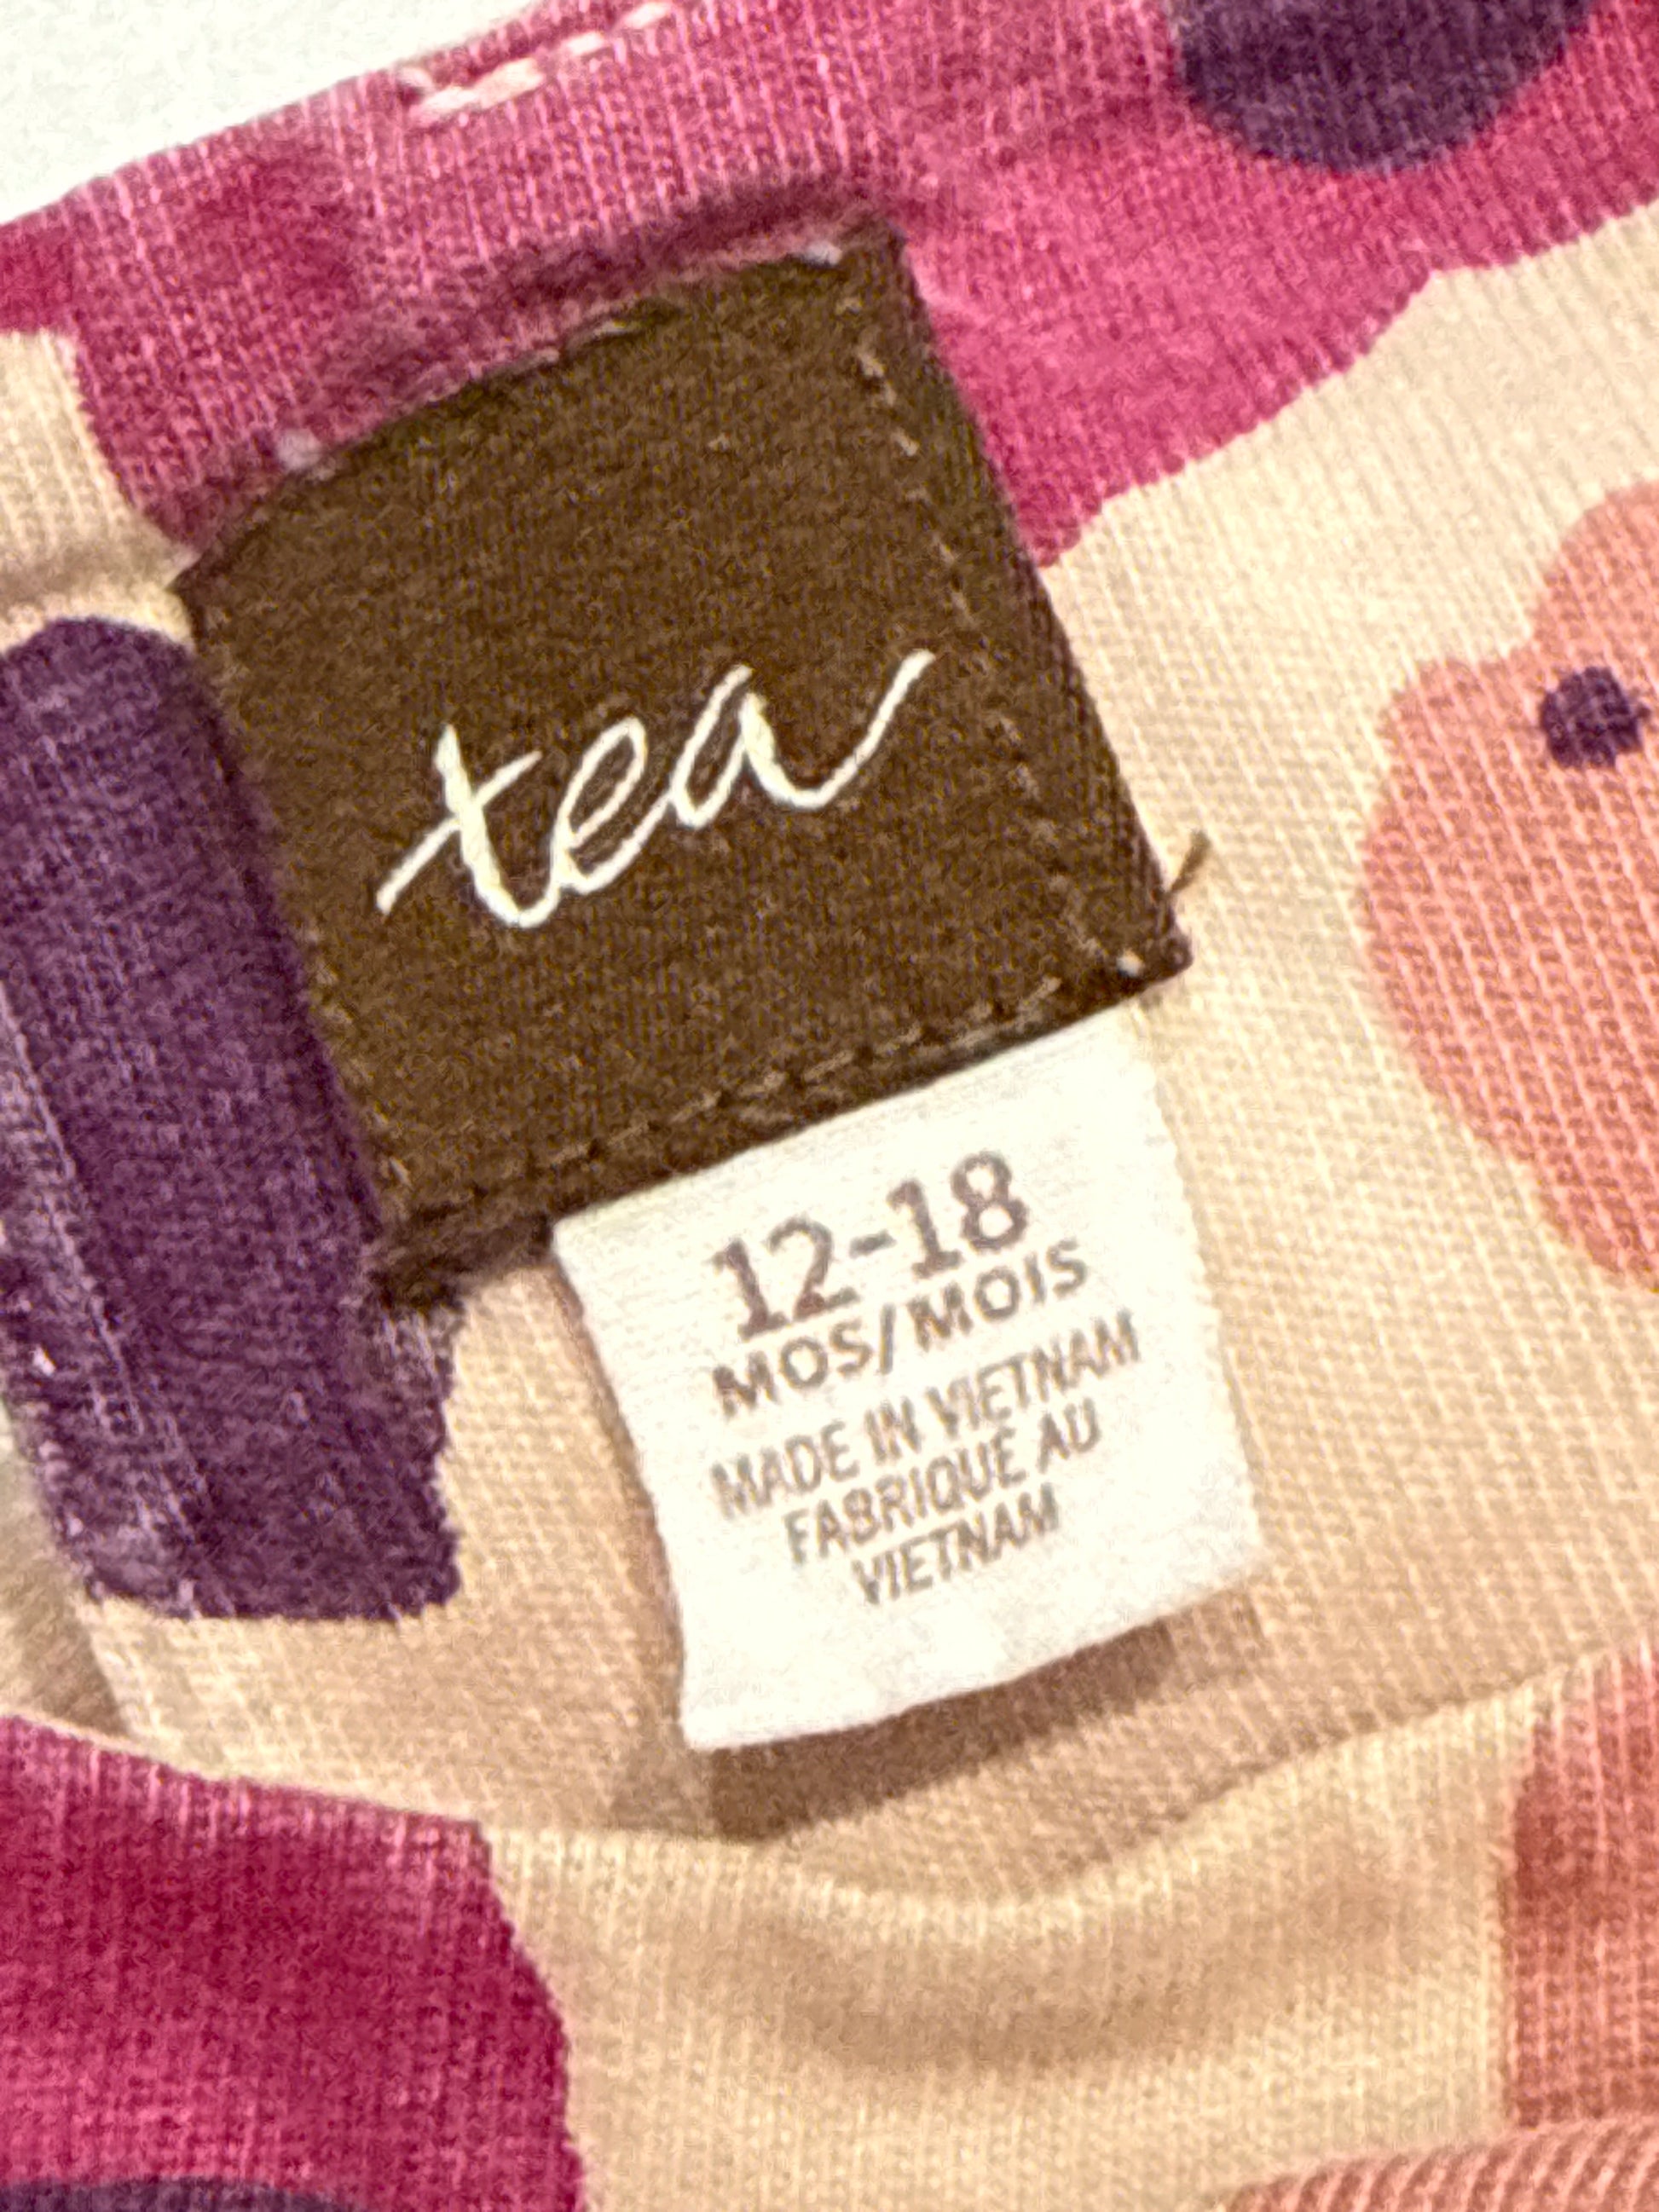 tea
12-18
MOS/MOIS
MADE IN VIETNAM
FABRIQUÉ AU
VIETNAM